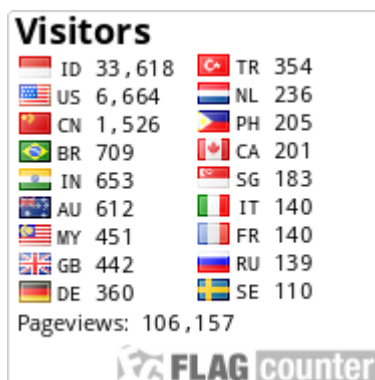 Visitors
ID 33,618 TR 354
US 6,664 NL 236
CN 1,526 PH 205
BR 709 CA 201
IN 653 SG 183
AU 612 IT 140
MY 451 FR 140
GB 442 RU 139
DE 360 SE 110
Pageviews: 106,157
FC FLAG counter